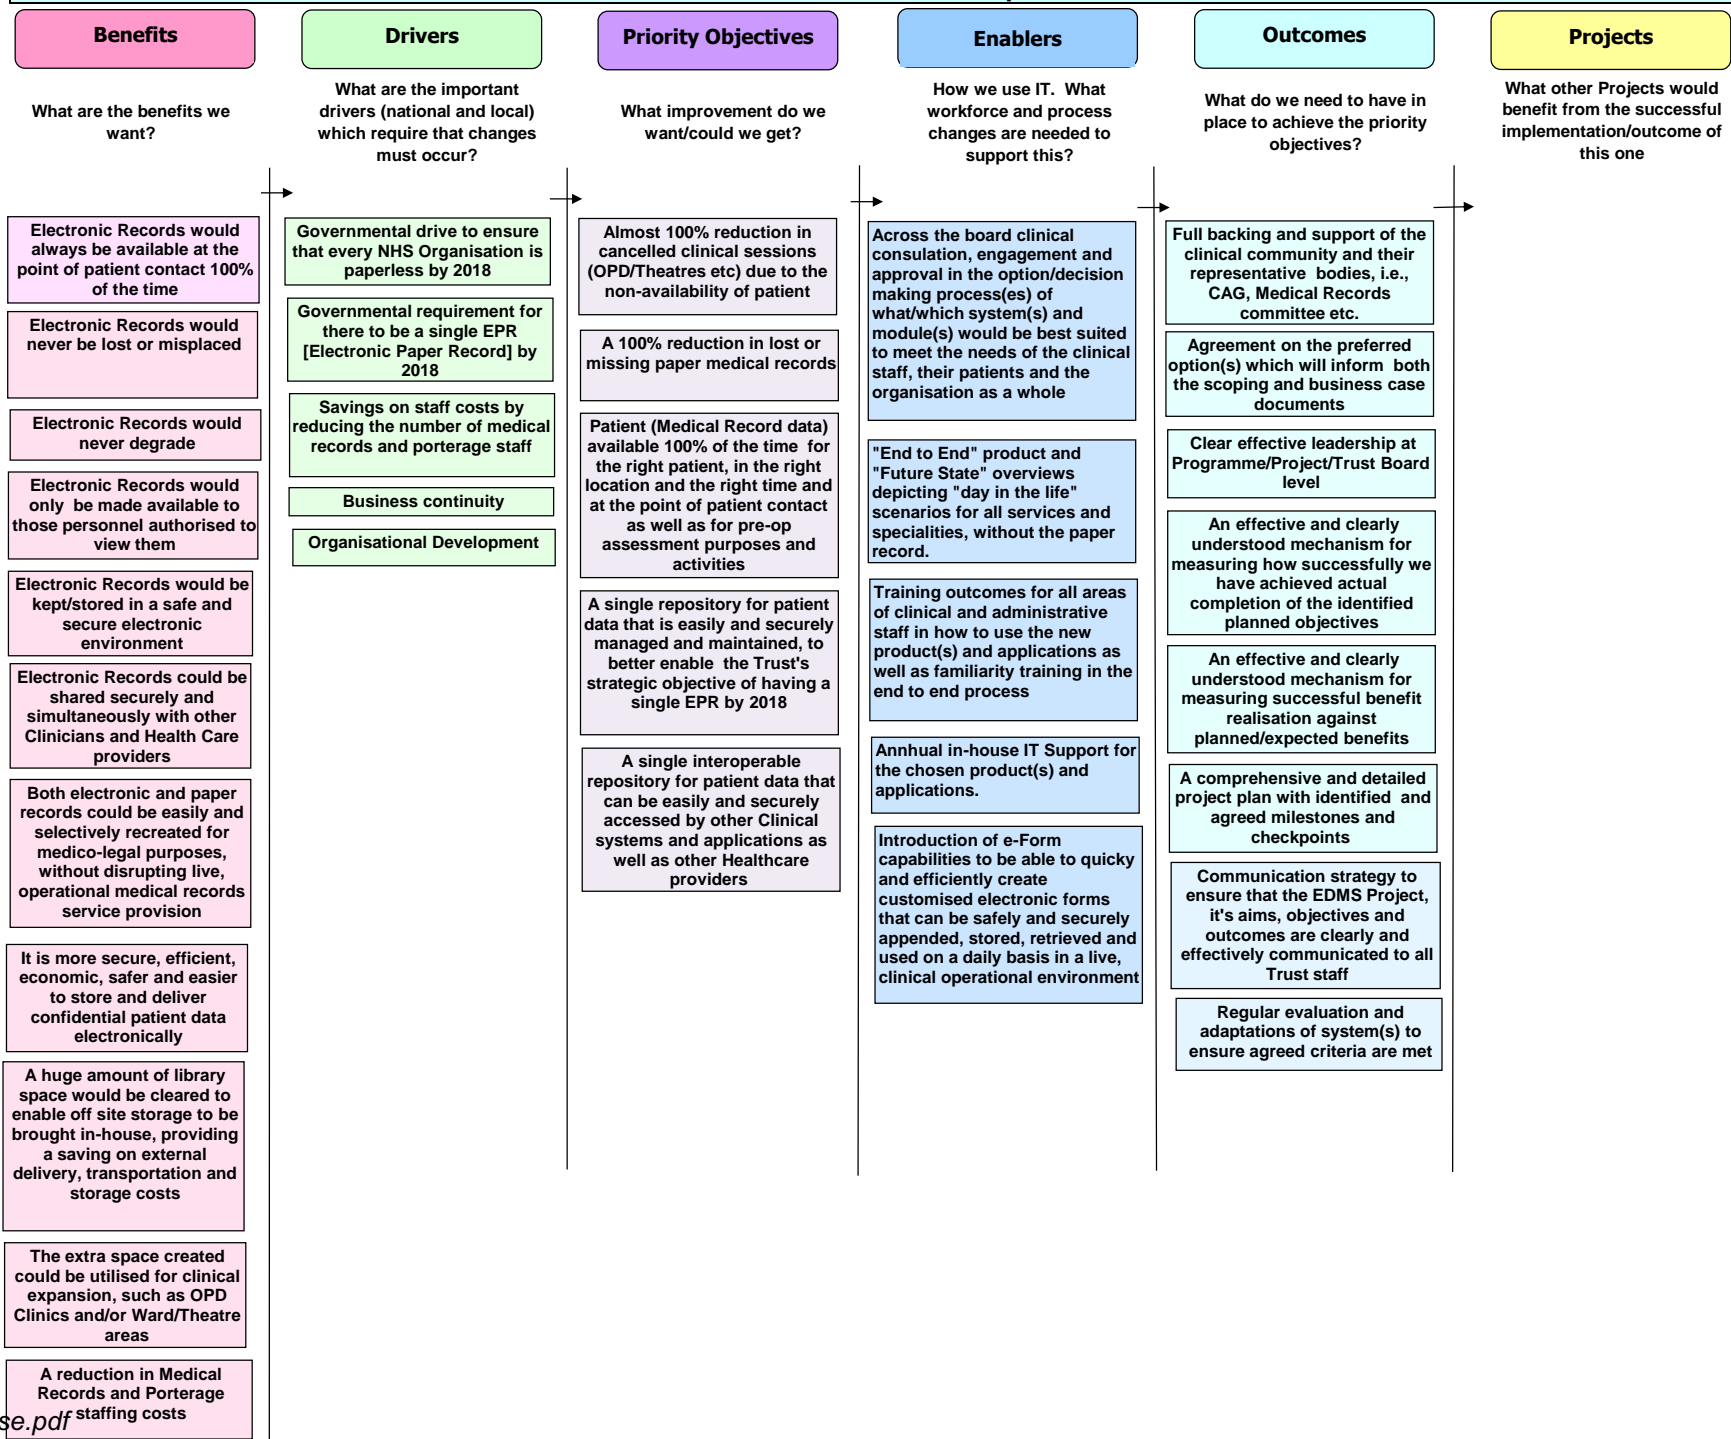 Benefits
What are the benefits we
want?
Electronic Records would
always be available at the
point of patient contact 100%
of the time
Electronic Records would
never be lost or misplaced
Electronic Records would
never degrade
Electronic Records would
only  be made available to
those personnel authorised to
view them
Electronic Records would be
kept/stored in a safe and
secure electronic
environment
Electronic Records could be
shared securely and
simultaneously with other
Clinicians and Health Care
providers
Both electronic and paper
records could be easily and
selectively recreated for
medico-legal purposes,
without disrupting live,
operational medical records
service provision
It is more secure, efficient,
economic, safer and easier
to store and deliver
confidential patient data
electronically
A huge amount of library
space would be cleared to
enable off site storage to be
brought in-house, providing
a saving on external
delivery, transportation and
storage costs
The extra space created
could be utilised for clinical
expansion, such as OPD
Clinics and/or Ward/Theatre
areas
A reduction in Medical
Records and Porterage
staffing costs
se.pdf
Drivers
What are the important
drivers (national and local)
which require that changes
must occur?
Governmental drive to ensure
that every NHS Organisation is
paperless by 2018
Governmental requirement for
there to be a single EPR
[Electronic Paper Record] by
2018
Savings on staff costs by
reducing the number of medical
records and porterage staff
Business continuity
Organisational Development
Priority Objectives
What improvement do we
want/could we get?
Almost 100% reduction in
cancelled clinical sessions
(OPD/Theatres etc) due to the
non-availability of patient
A 100% reduction in lost or
missing paper medical records
Patient (Medical Record data)
available 100% of the time  for
the right patient, in the right
location and the right time and
at the point of patient contact
as well as for pre-op
assessment purposes and
activities
A single repository for patient
data that is easily and securely
managed and maintained, to
better enable  the Trust's
strategic objective of having a
single EPR by 2018
A single interoperable
repository for patient data that
can be easily and securely
accessed by other Clinical
systems and applications as
well as other Healthcare
providers
Enablers
How we use IT.  What
workforce and process
changes are needed to
support this?
Across the board clinical
consulation, engagement and
approval in the option/decision
making process(es) of
what/which system(s) and
module(s) would be best suited
to meet the needs of the clinical
staff, their patients and the
organisation as a whole
"End to End" product and
"Future State" overviews
depicting "day in the life"
scenarios for all services and
specialities, without the paper
record.
Training outcomes for all areas
of clinical and administrative
staff in how to use the new
product(s) and applications as
well as familiarity training in the
end to end process
Annhual in-house IT Support for
the chosen product(s) and
applications.
Introduction of e-Form
capabilities to be able to quicky
and efficiently create
customised electronic forms
that can be safely and securely
appended, stored, retrieved and
used on a daily basis in a live,
clinical operational environment
Outcomes
What do we need to have in
place to achieve the priority
objectives?
Full backing and support of the
clinical community and their
representative  bodies, i.e.,
CAG, Medical Records
committee etc.
Agreement on the preferred
option(s) which will inform  both
the scoping and business case
documents
Clear effective leadership at
Programme/Project/Trust Board
level
An effective and clearly
understood mechanism for
measuring how successfully we
have achieved actual
completion of the identified
planned objectives
An effective and clearly
understood mechanism for
measuring successful benefit
realisation against
planned/expected benefits
A comprehensive and detailed
project plan with identified  and
agreed milestones and
checkpoints
Communication strategy to
ensure that the EDMS Project,
it's aims, objectives and
outcomes are clearly and
effectively communicated to all
Trust staff
Regular evaluation and
adaptations of system(s) to
ensure agreed criteria are met
Projects
What other Projects would
benefit from the successful
implementation/outcome of
this one